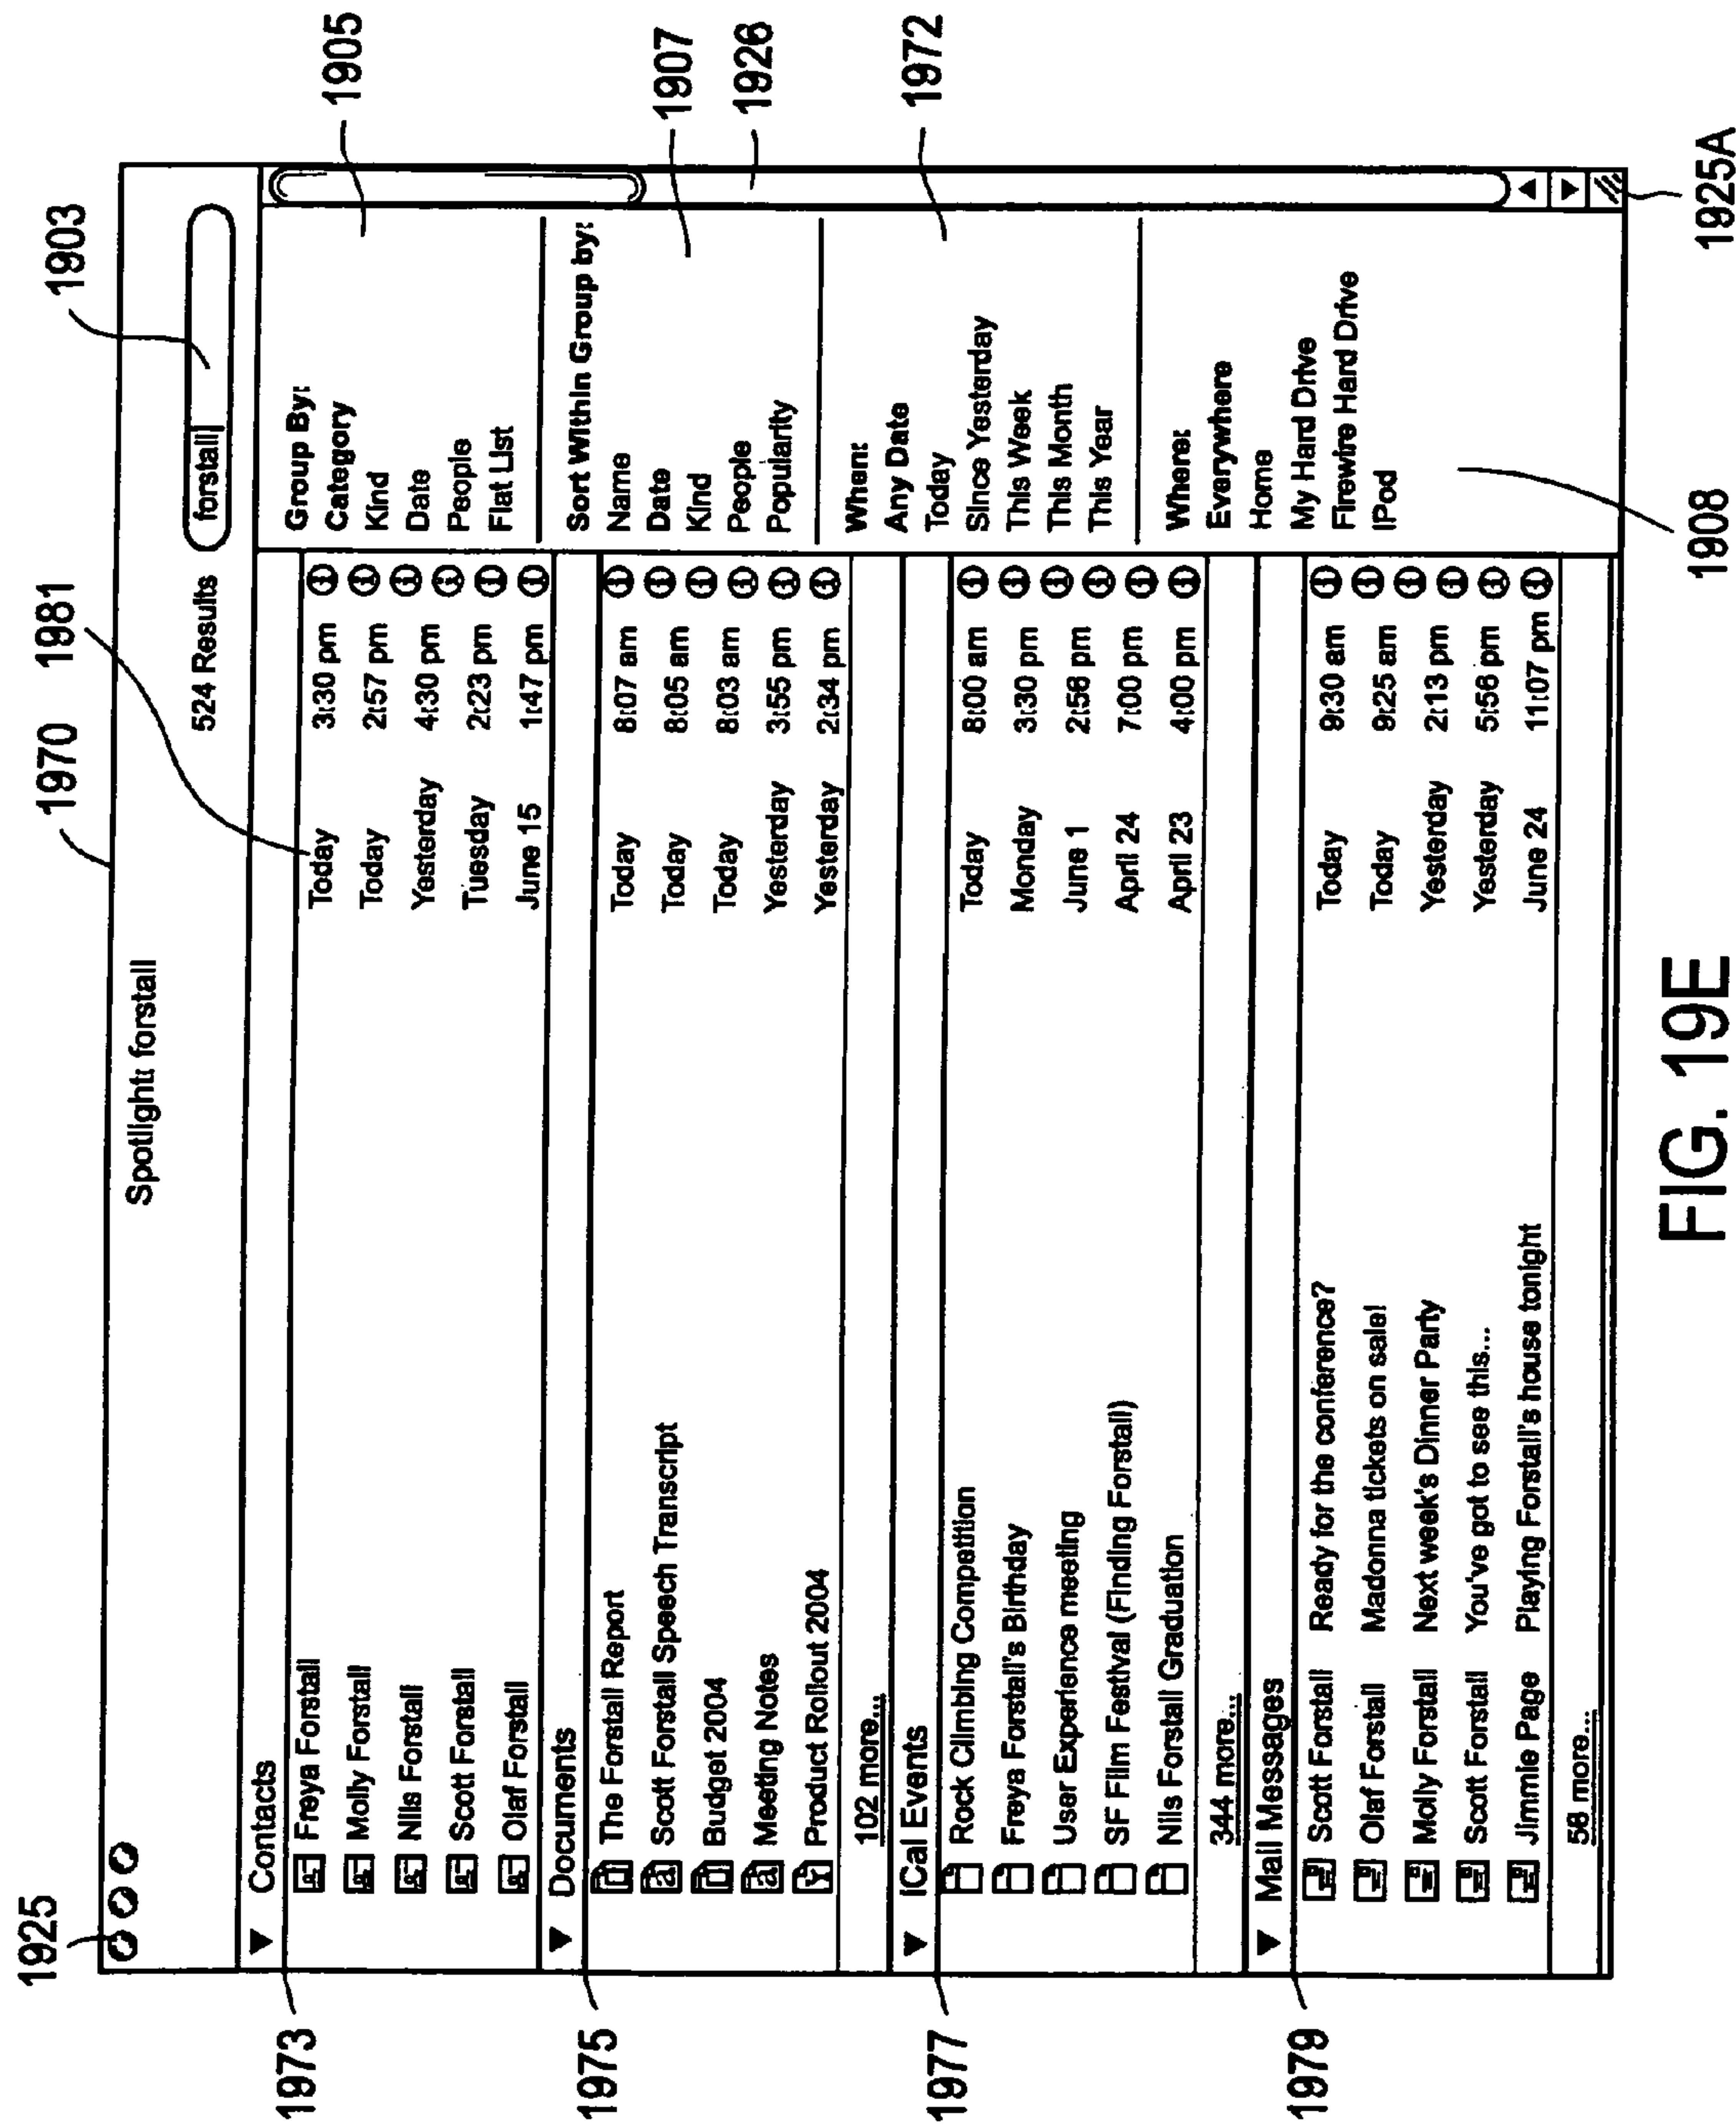 1970
1981
1903
1925
Spotlight: forstall
524 Results
forstall
1905
1907
1926
1972
1973
Contacts
Freya Forstall Today 3:30 pm
Molly Forstall Today 2:57 pm
Nils Forstall Yesterday 4:30 pm
Scott Forstall Tuesday 2:23 pm
Olaf Forstall June 15 1:47 pm
1975
Documents
The Forstall Report Today 8:07 am
Scott Forstall Speech Transcript Today 8:05 am
Budget 2004 Today 8:03 am
Meeting Notes Yesterday 3:55 pm
Product Rollout 2004 Yesterday 2:34 pm
102 more...
1977
iCal Events
Rock Climbing Competition Today 8:00 am
Freya Forstall's Birthday Monday 3:30 pm
User Experience meeting June 1 2:56 pm
SF Film Festival (Finding Forstall) April 24 7:00 pm
Nils Forstall Graduation April 23 4:00 pm
344 more...
1979
Mail Messages
Scott Forstall Ready for the conference? Today 9:30 am
Olaf Forstall Madonna tickets on sale! Today 9:25 am
Molly Forstall Next week's Dinner Party Yesterday 2:13 pm
Scott Forstall You've got to see this... Yesterday 5:56 pm
Jimmie Page Playing Forstall's house tonight June 24 11:07 pm
58 more...
Group By:
Category
Kind
Date
People
Flat List
Sort Within Group by:
Name
Date
Kind
People
Popularity
When:
Any Date
Today
Since Yesterday
This Week
This Month
This Year
Where:
Everywhere
Home
My Hard Drive
Firewire Hard Drive
iPod
1908
1925A
FIG. 19E